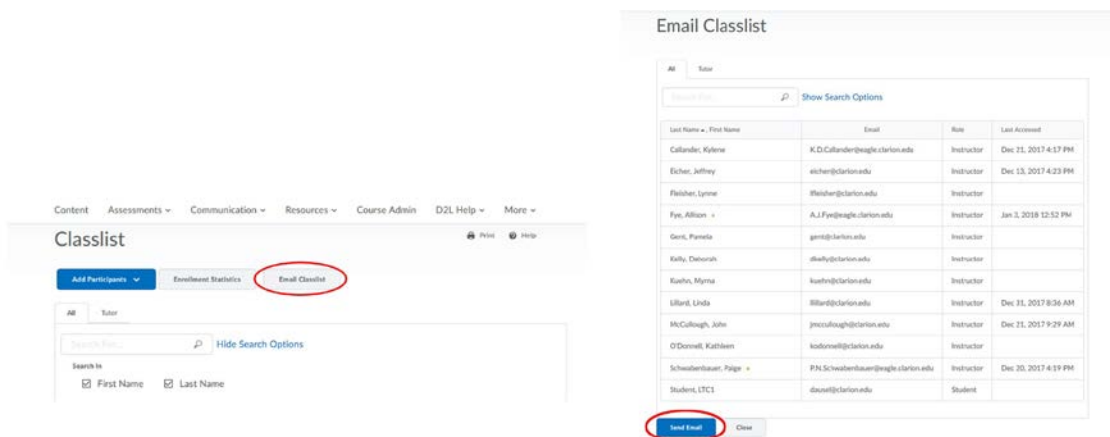 Content Assessments Communication Resources Course Admin D2L Help More
Classlist
Print Help
Add Participants Enrollment Statistics Email Classlist
All Tutor
Search For...
Hide Search Options
Search In
First Name Last Name
Email Classlist
All Tutor
Search For... Show Search Options
Last Name, First Name Email Role Last Accessed
Callander, Kylene K.D.Callander@eagle.clarion.edu Instructor Dec 21, 2017 4:17 PM
Eicher, Jeffrey eicher@clarion.edu Instructor Dec 13, 2017 4:23 PM
Fleisher, Lynne lfleisher@clarion.edu Instructor
Fye, Allison A.J.Fye@eagle.clarion.edu Instructor Jan 3, 2018 12:52 PM
Gent, Pamela gent@clarion.edu Instructor
Kelly, Deborah dkelly@clarion.edu Instructor
Kuehn, Myrna kuehn@clarion.edu Instructor
Lillard, Linda llillard@clarion.edu Instructor Dec 31, 2017 8:36 AM
McCullough, John jmccullough@clarion.edu Instructor Dec 21, 2017 9:29 AM
O'Donnell, Kathleen kodonnell@clarion.edu Instructor
Schwabenbauer, Paige P.N.Schwabenbauer@eagle.clarion.edu Instructor Dec 20, 2017 4:19 PM
Student, LTC1 dausel@clarion.edu Student
Send Email Close